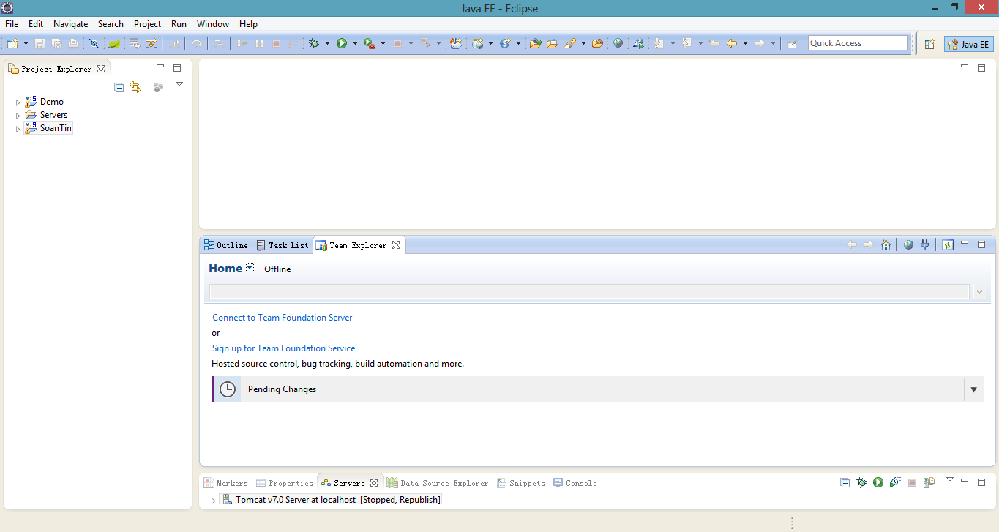 Java EE - Eclipse
File Edit Navigate Search Project Run Window Help
Quick Access
Java EE
Project Explorer
Demo
Servers
SoanTin
Outline Task List Team Explorer
Home Offline
Connect to Team Foundation Server
or
Sign up for Team Foundation Service
Hosted source control, bug tracking, build automation and more.
Pending Changes
Markers Properties Servers Data Source Explorer Snippets Console
Tomcat v7.0 Server at localhost [Stopped, Republish]